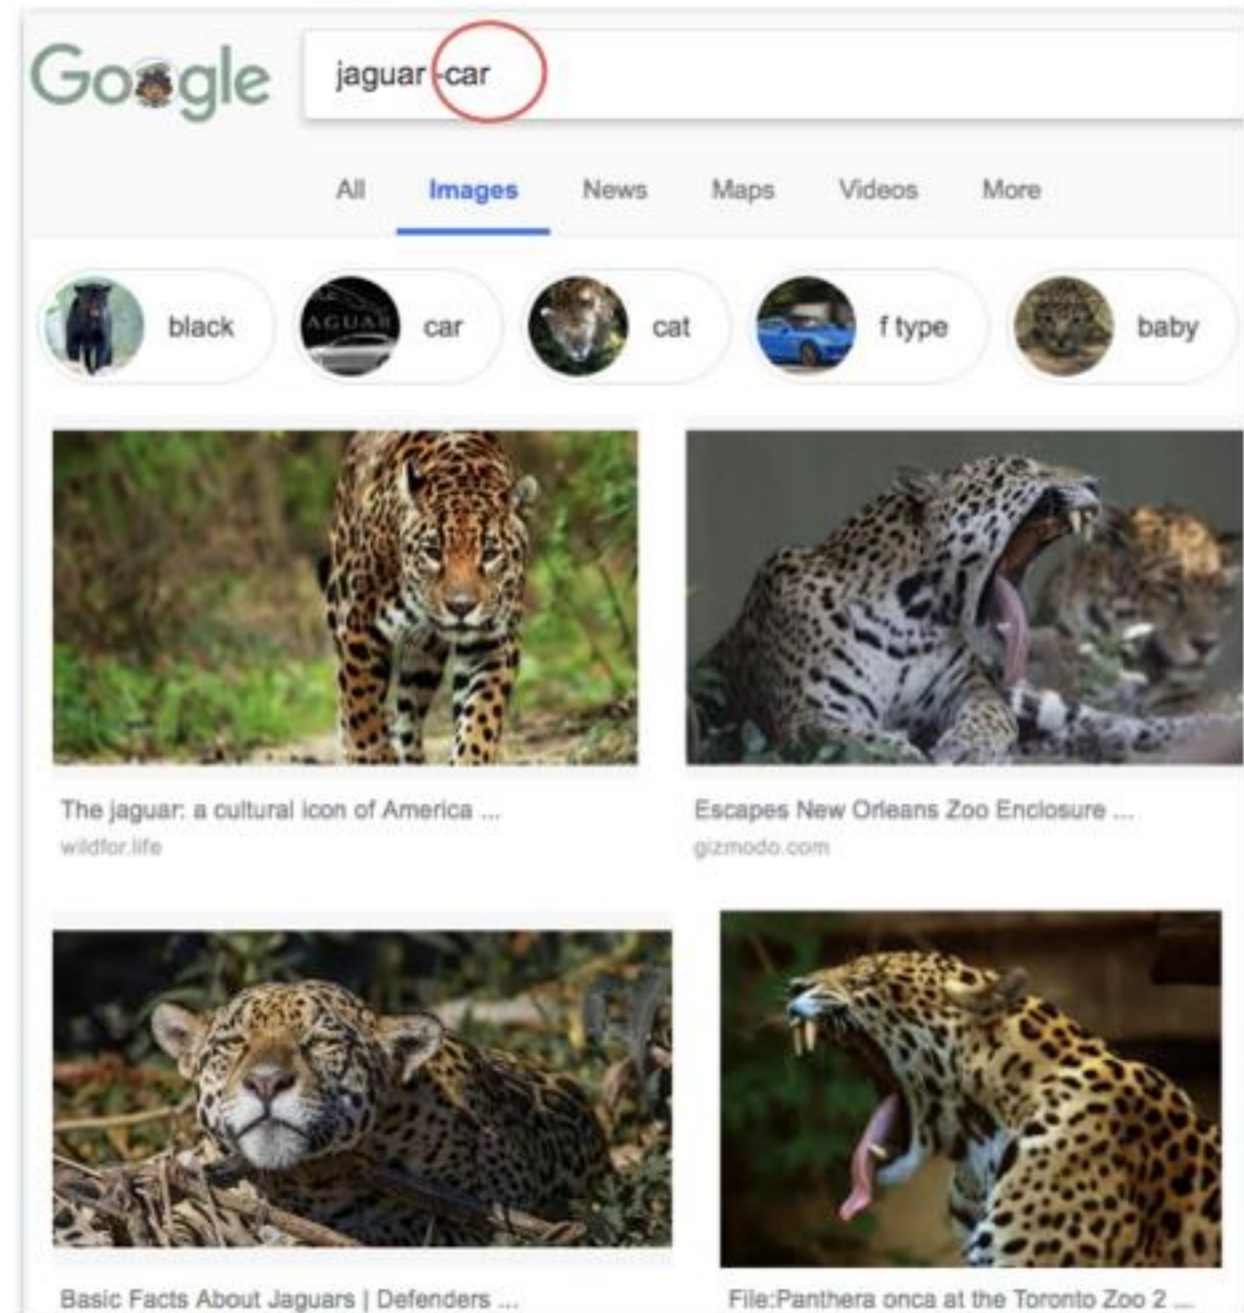 Google
jaguar -car
All Images News Maps Videos More
black
AGUAR
car
cat
f type
baby
The jaguar: a cultural icon of America ...
wildfor.life
Escapes New Orleans Zoo Enclosure ...
gizmodo.com
Basic Facts About Jaguars | Defenders ...
File:Panthera onca at the Toronto Zoo 2 ...